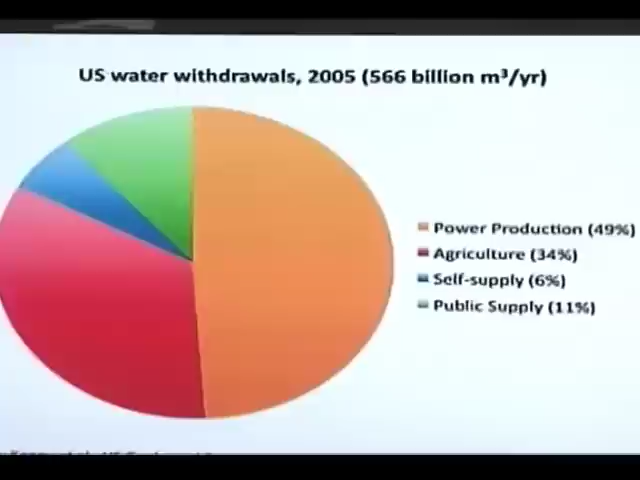 US water withdrawals, 2005 (566 billion m³/yr)
Power Production (49%)
Agriculture (34%)
Self-supply (6%)
Public Supply (11%)